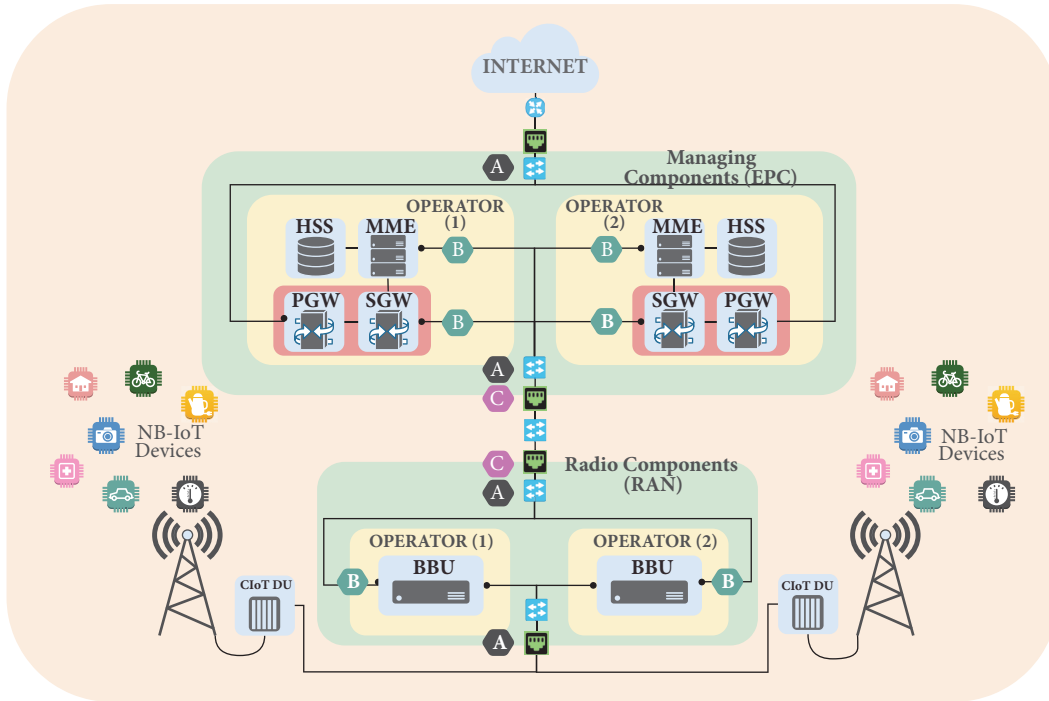 INTERNET
A
Managing
Components (EPC)
OPERATOR
(1)
HSS
MME
B
PGW
SGW
B
OPERATOR
(2)
B
MME
HSS
B
SGW
PGW
A
C
NB-IoT
Devices
NB-IoT
Devices
C
A
Radio Components
(RAN)
OPERATOR (1)
B
BBU
OPERATOR (2)
BBU
B
CIoT DU
CIoT DU
A